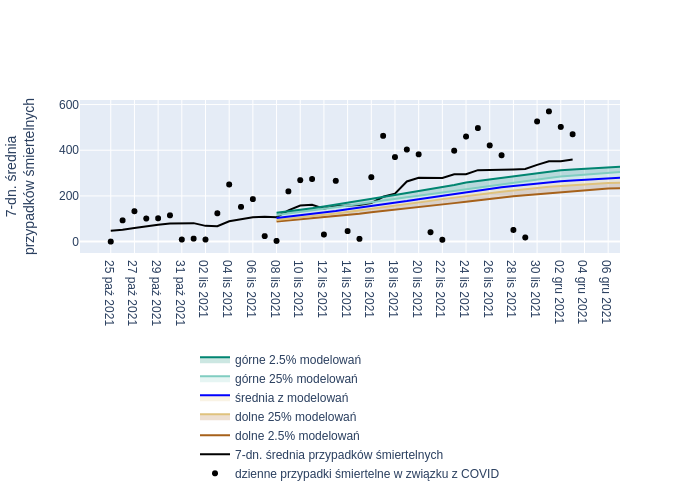 7-dn. średnia
przypadków śmiertelnych
600
400
200
0
25 paź 2021
27 paź 2021
29 paź 2021
31 paź 2021
02 lis 2021
04 lis 2021
06 lis 2021
08 lis 2021
10 lis 2021
12 lis 2021
14 lis 2021
16 lis 2021
18 lis 2021
20 lis 2021
22 lis 2021
24 lis 2021
26 lis 2021
28 lis 2021
30 lis 2021
02 gru 2021
04 gru 2021
06 gru 2021
górne 2.5% modelowań
górne 25% modelowań
średnia z modelowań
dolne 25% modelowań
dolne 2.5% modelowań
7-dn. średnia przypadków śmiertelnych
dzienne przypadki śmiertelne w związku z COVID